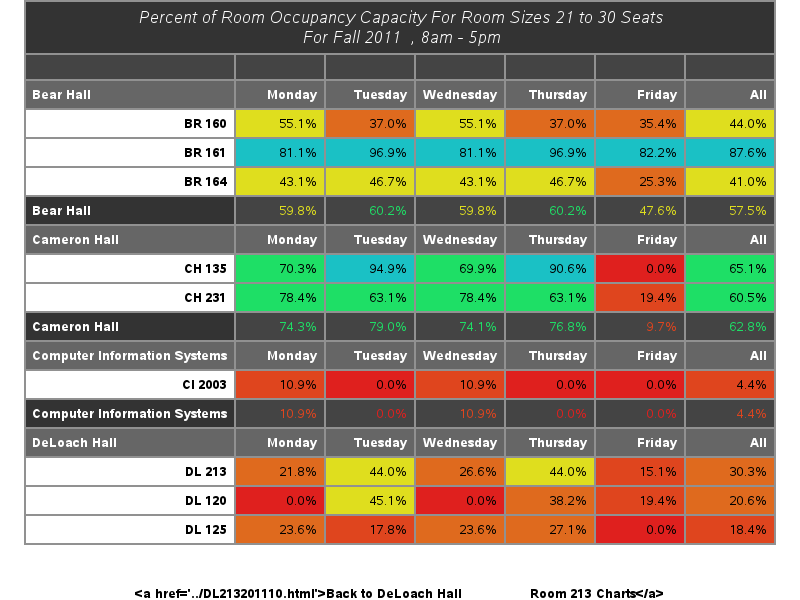 Percent of Room Occupancy Capacity For Room Sizes 21 to 30 Seats
For Fall 2011 , 8am - 5pm
Bear Hall Monday Tuesday Wednesday Thursday Friday All
BR 160 55.1% 37.0% 55.1% 37.0% 35.4% 44.0%
BR 161 81.1% 96.9% 81.1% 96.9% 82.2% 87.6%
BR 164 43.1% 46.7% 43.1% 46.7% 25.3% 41.0%
Bear Hall 59.8% 60.2% 59.8% 60.2% 47.6% 57.5%
Cameron Hall Monday Tuesday Wednesday Thursday Friday All
CH 135 70.3% 94.9% 69.9% 90.6% 0.0% 65.1%
CH 231 78.4% 63.1% 78.4% 63.1% 19.4% 60.5%
Cameron Hall 74.3% 79.0% 74.1% 76.8% 9.7% 62.8%
Computer Information Systems Monday Tuesday Wednesday Thursday Friday All
CI 2003 10.9% 0.0% 10.9% 0.0% 0.0% 4.4%
Computer Information Systems 10.9% 0.0% 10.9% 0.0% 0.0% 4.4%
DeLoach Hall Monday Tuesday Wednesday Thursday Friday All
DL 213 21.8% 44.0% 26.6% 44.0% 15.1% 30.3%
DL 120 0.0% 45.1% 0.0% 38.2% 19.4% 20.6%
DL 125 23.6% 17.8% 23.6% 27.1% 0.0% 18.4%
<a href='../DL213201110.html'>Back to DeLoach Hall Room 213 Charts</a>